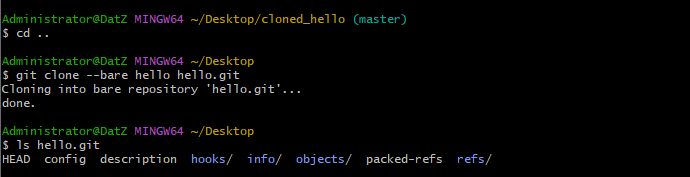 Administrator@DatZ MINGW64 ~/Desktop/cloned_hello (master)
$ cd ..
Administrator@DatZ MINGW64 ~/Desktop
$ git clone --bare hello hello.git
Cloning into bare repository 'hello.git'...
done.
Administrator@DatZ MINGW64 ~/Desktop
$ ls hello.git
HEAD  config  description  hooks/  info/  objects/  packed-refs  refs/